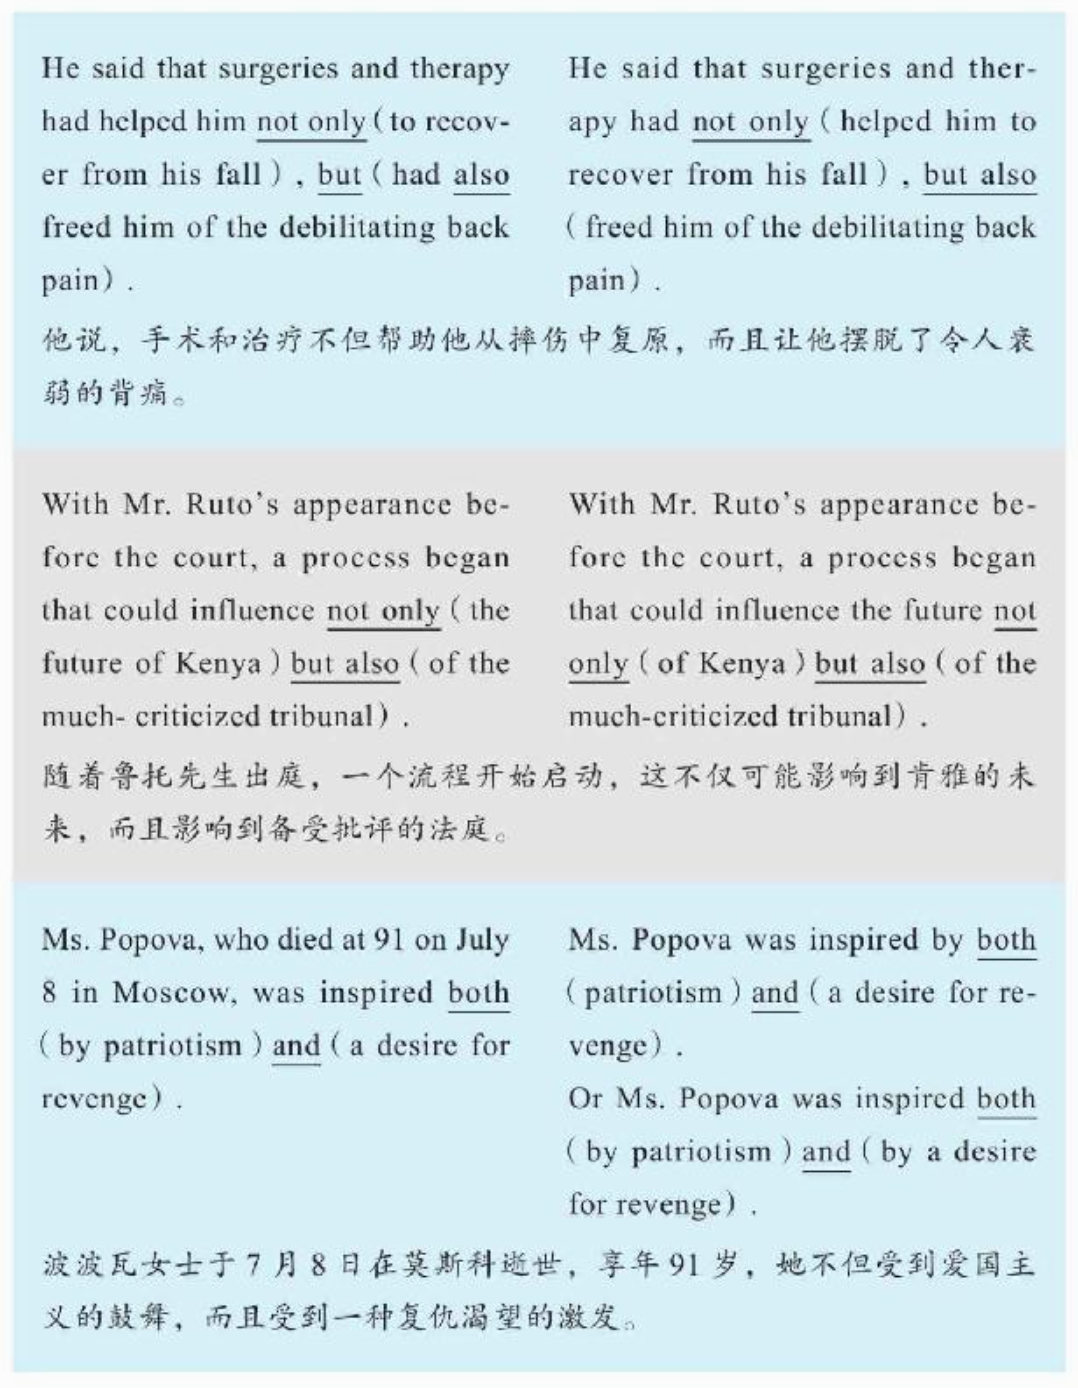 He said that surgeries and therapy
had helped him not only (to recov-
er from his fall), but (had also
freed him of the debilitating back
pain).
He said that surgeries and ther-
apy had not only (helped him to
recover from his fall), but also
(freed him of the debilitating back
pain).
他说，手术和治疗不但帮助他从摔伤中复原，而且让他摆脱了令人衰
弱的背痛。
With Mr. Ruto's appearance be-
fore the court, a process began
that could influence not only (the
future of Kenya) but also (of the
much- criticized tribunal).
With Mr. Ruto's appearance be-
fore the court, a process began
that could influence the future not
only (of Kenya) but also (of the
much-criticized tribunal).
随着鲁托先生出庭，一个流程开始启动，这不仅可能影响到肯雅的未
来，而且影响到备受批评的法庭。
Ms. Popova, who died at 91 on July
8 in Moscow, was inspired both
(by patriotism) and (a desire for
revenge).
Ms. Popova was inspired by both
(patriotism) and (a desire for re-
venge).
Or Ms. Popova was inspired both
(by patriotism) and (by a desire
for revenge).
波波瓦女士于7月8日在莫斯科逝世，享年91岁，她不但受到爱国主
义的鼓舞，而且受到一种复仇渴望的激发。